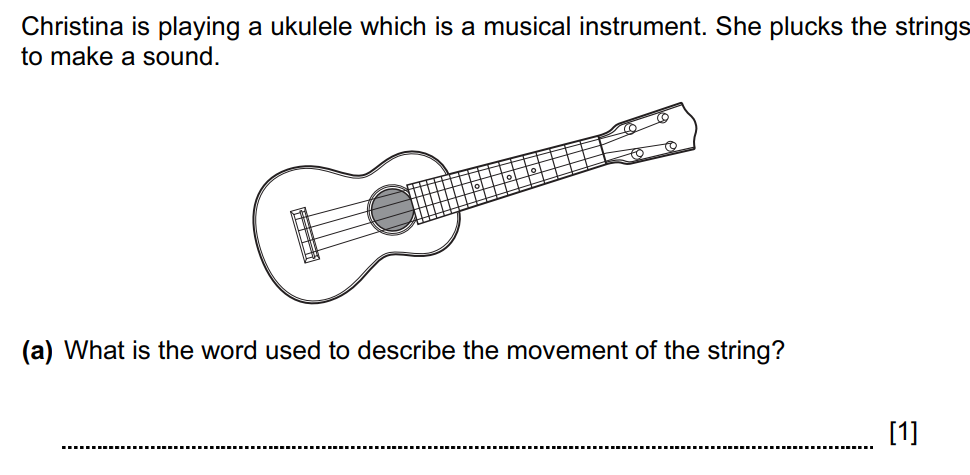 Christina is playing a ukulele which is a musical instrument. She plucks the strings
to make a sound.
(a) What is the word used to describe the movement of the string?
[1]